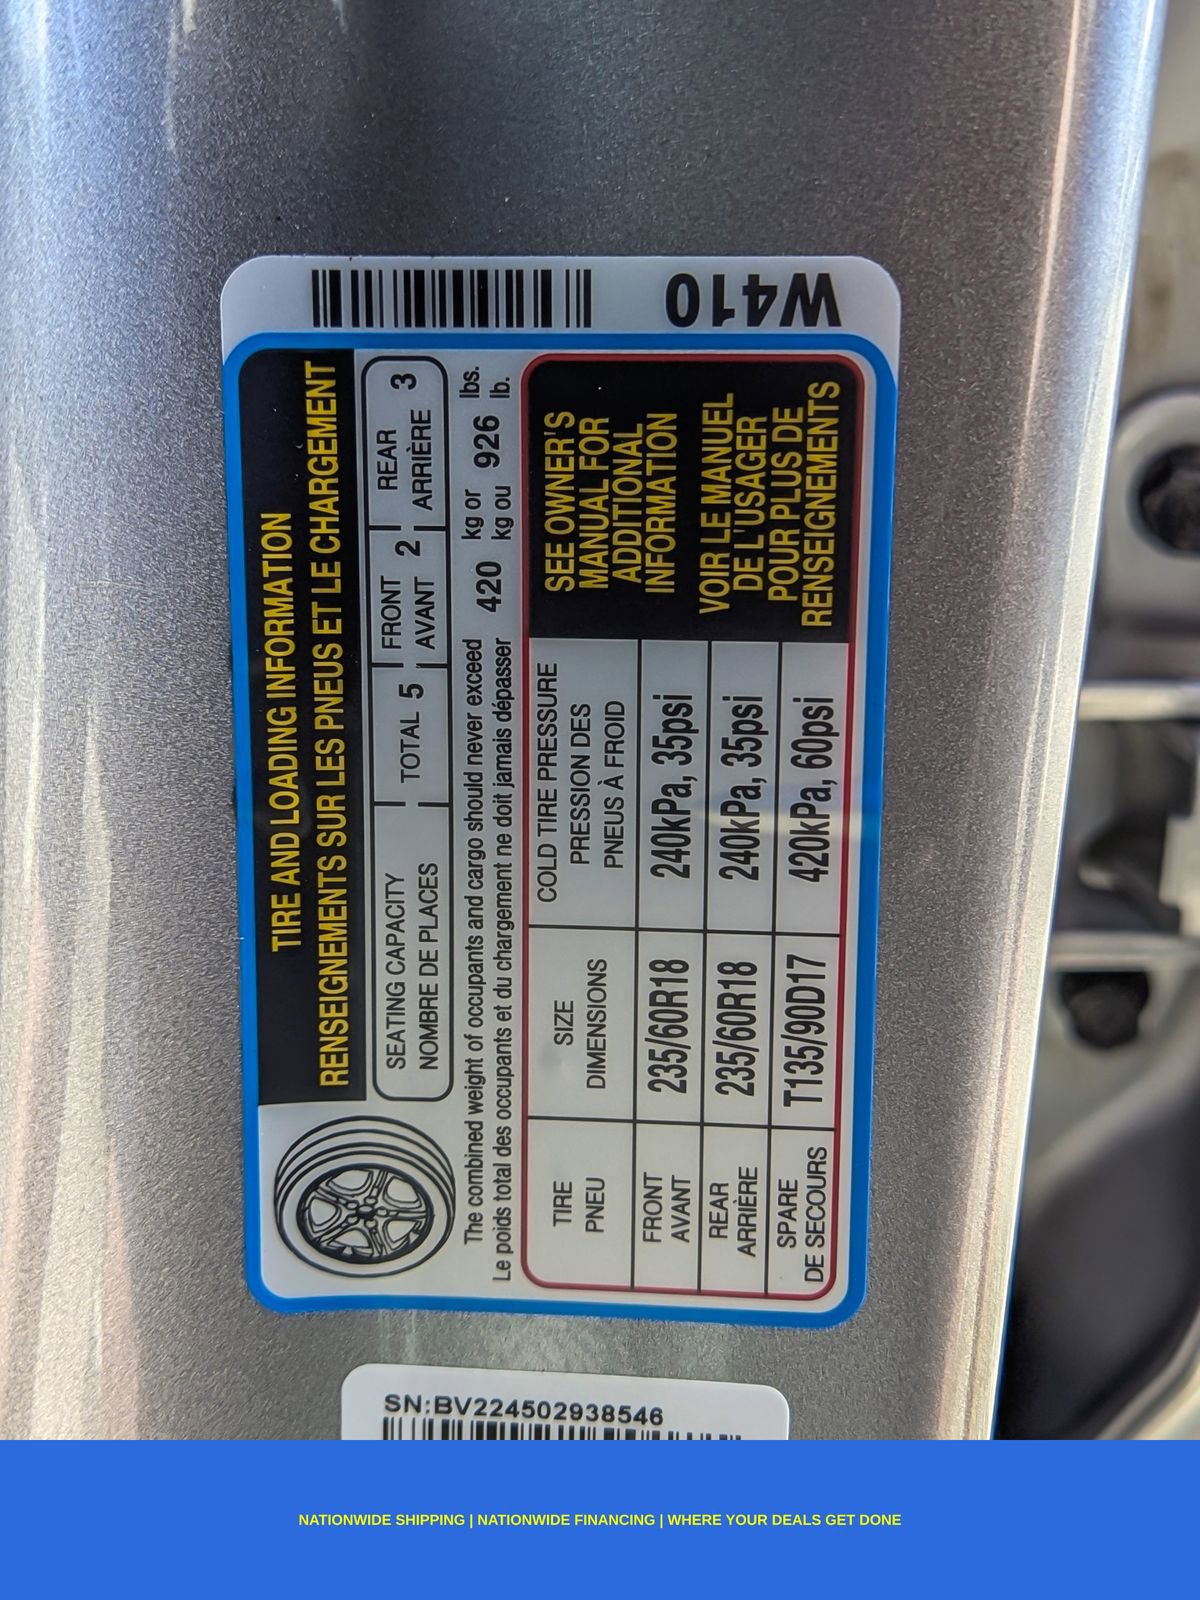 W410
TIRE AND LOADING INFORMATION
RENSEIGNEMENTS SUR LES PNEUS ET LE CHARGEMENT
SEATING CAPACITY TOTAL 5 FRONT 2 REAR 3
NOMBRE DE PLACES AVANT ARRIÈRE
The combined weight of occupants and cargo should never exceed 420 kg or 926 lbs.
Le poids total des occupants et du chargement ne doit jamais dépasser kg ou lb.
TIRE SIZE COLD TIRE PRESSURE
PNEU DIMENSIONS PRESSION DES
PNEUS À FROID
FRONT 235/60R18 240kPa, 35psi
AVANT
REAR 235/60R18 240kPa, 35psi
ARRIÈRE
SPARE T135/90D17 420kPa, 60psi
DE SECOURS
SEE OWNER'S
MANUAL FOR
ADDITIONAL
INFORMATION
VOIR LE MANUEL
DE L'USAGER
POUR PLUS DE
RENSEIGNEMENTS
SN:BV224502938546
NATIONWIDE SHIPPING | NATIONWIDE FINANCING | WHERE YOUR DEALS GET DONE